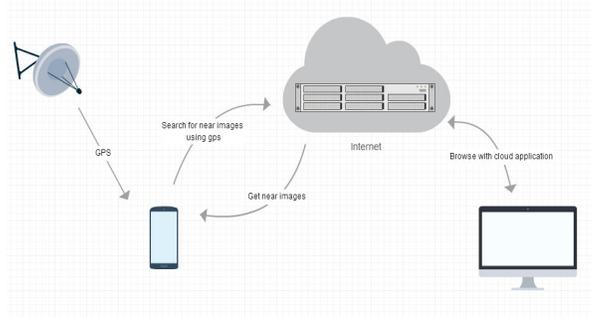 Search for near images
using gps
Internet
GPS
Browse with cloud application
Get near images